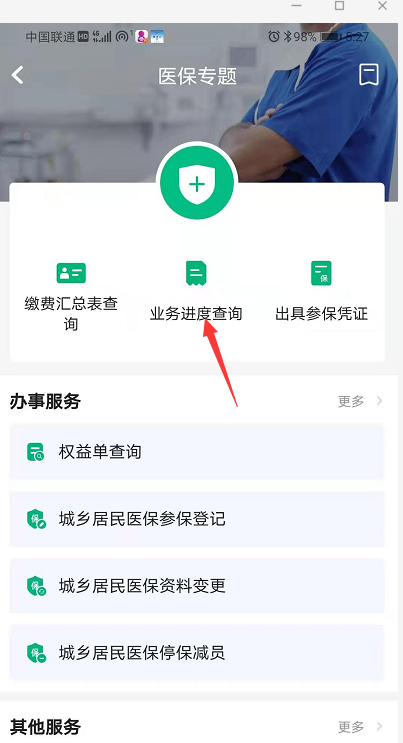 中国联通 HD 4G 98% 5:27
医保专题
缴费汇总表查
询
业务进度查询
出具参保凭证
办事服务
更多
权益单查询
城乡居民医保参保登记
城乡居民医保资料变更
城乡居民医保停保减员
其他服务
更多